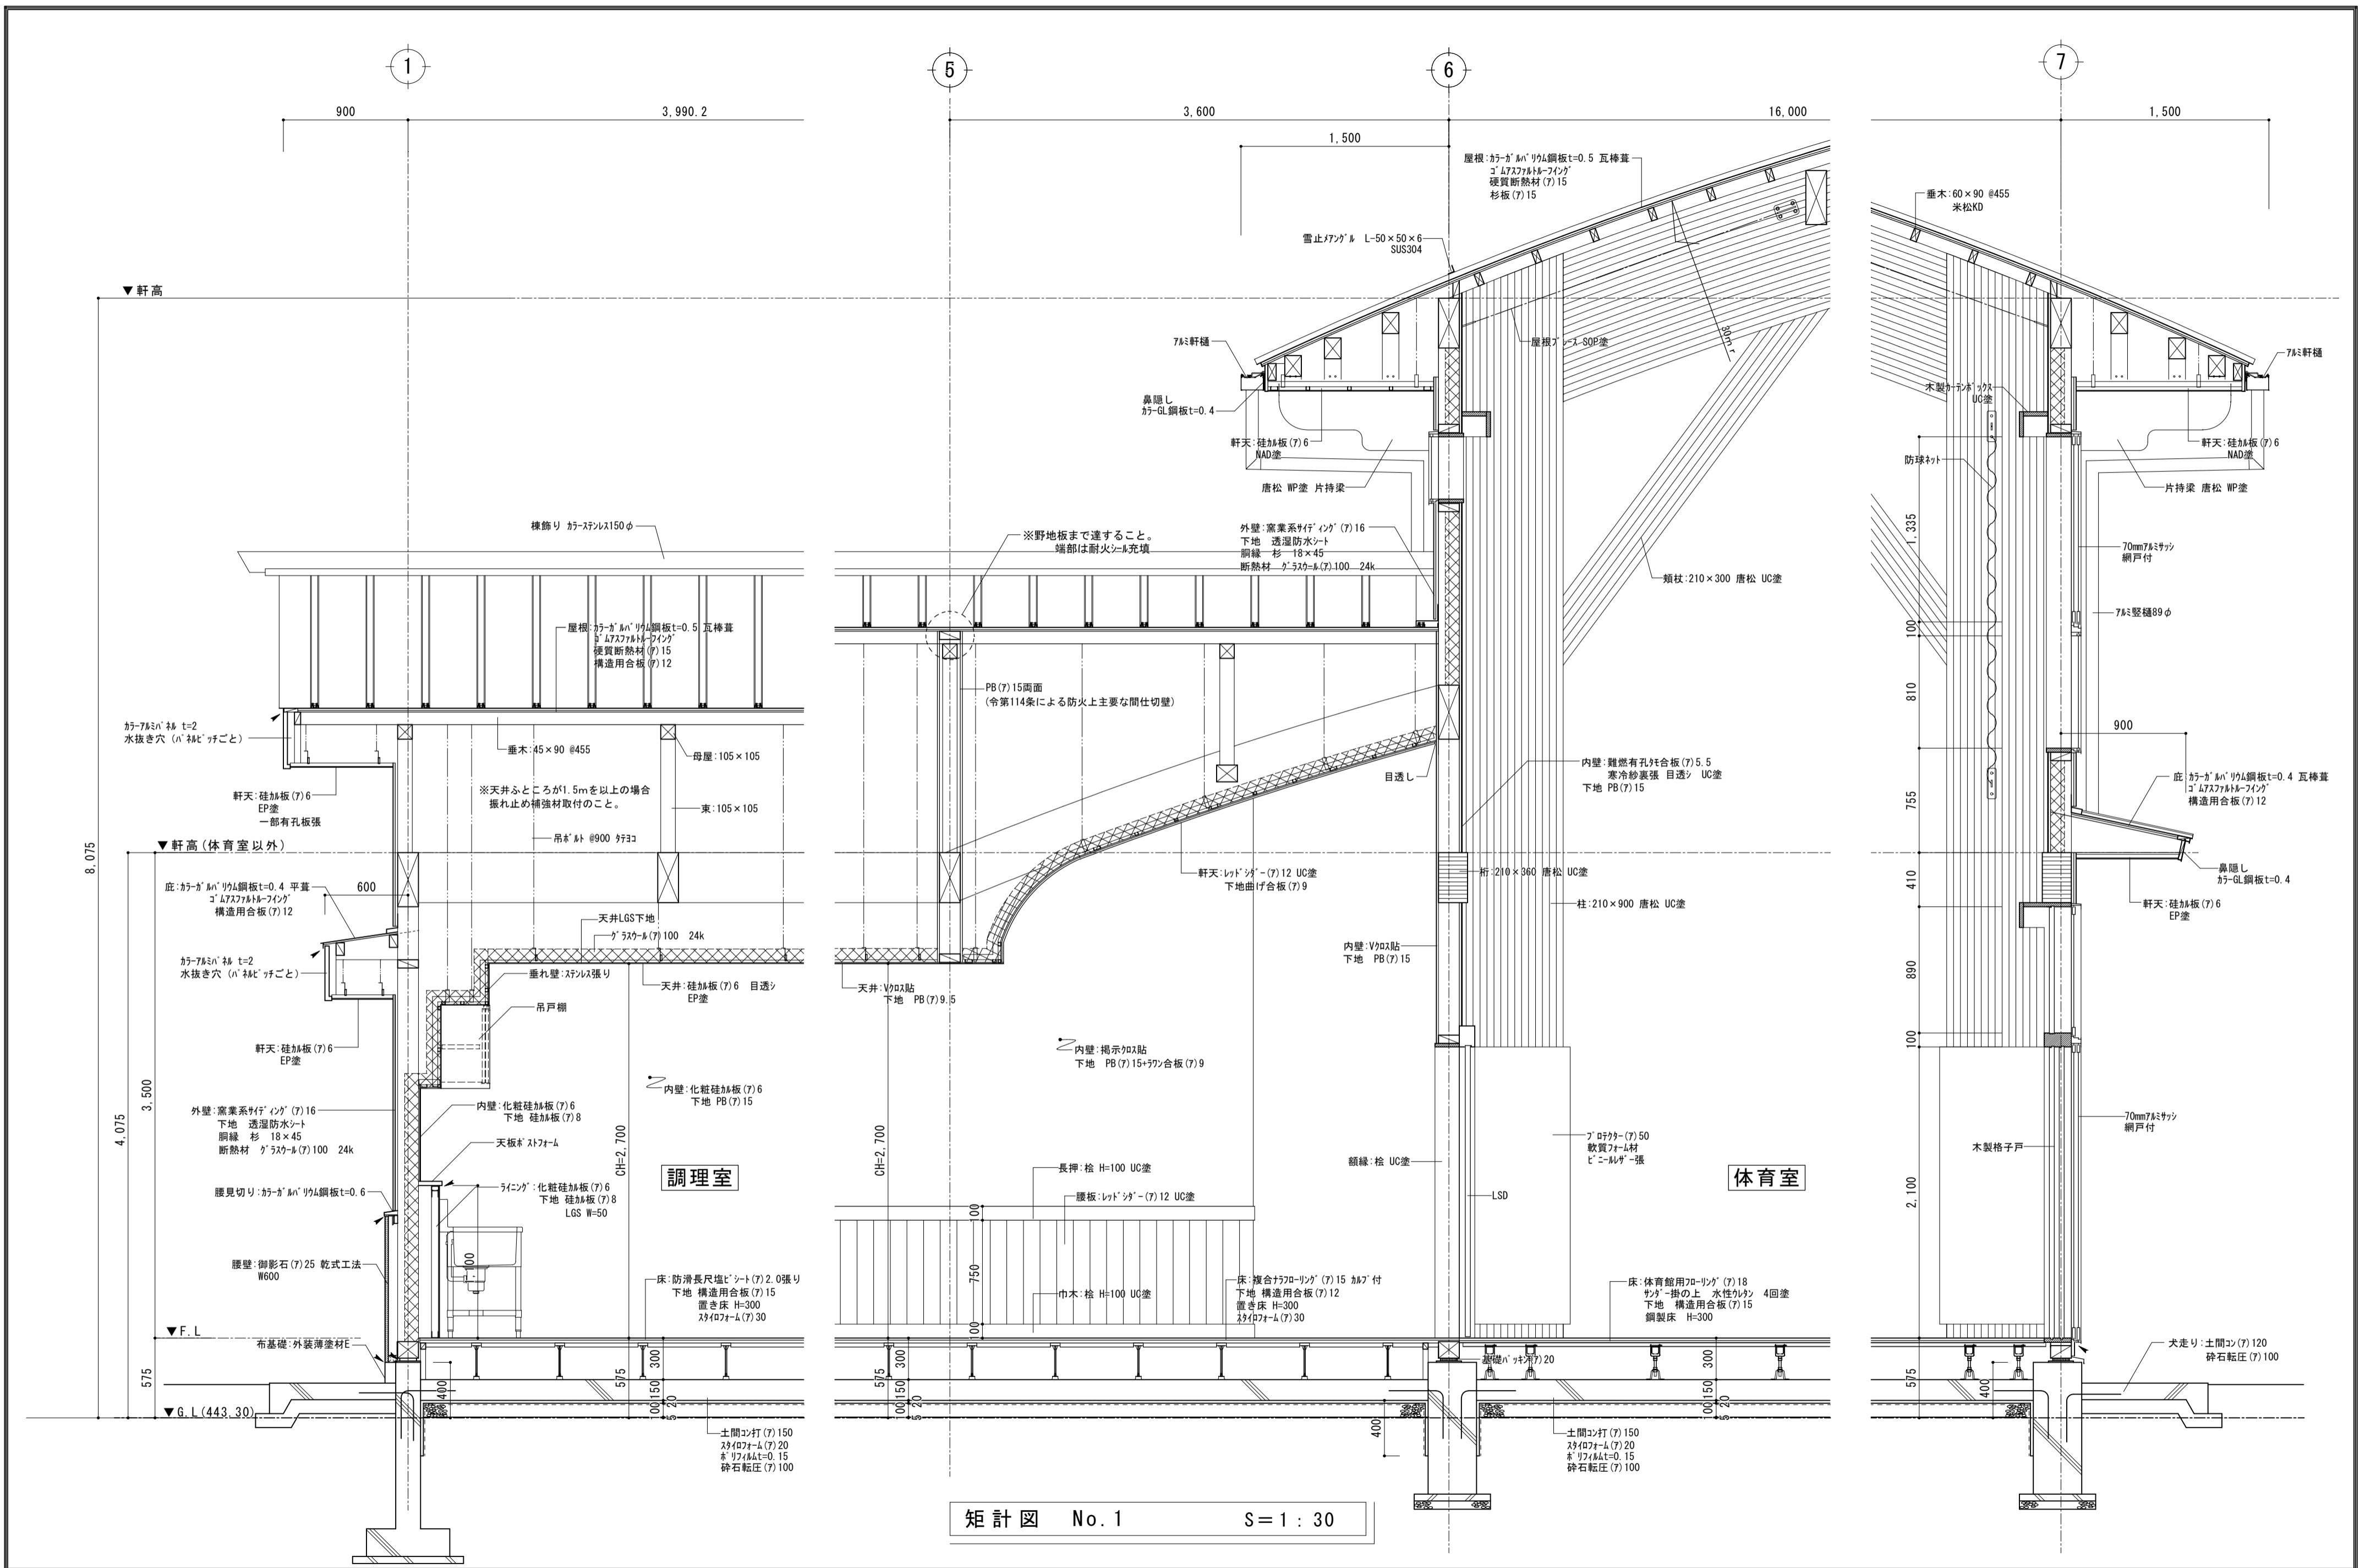 1
5
6
7
900
3,990.2
3,600
16,000
1,500
1,500
屋根:ｶﾗｰｶﾞﾙﾊﾞﾘｳﾑ鋼板t=0.5 瓦棒葺
ｺﾞﾑｱｽﾌｧﾙﾄﾙｰﾌｲﾝｸﾞ
硬質断熱材(ｱ)15
杉板(ｱ)15
垂木:60×90 @455
米松KD
雪止ﾒｱﾝｸﾞﾙ L-50×50×6
SUS304
▼軒高
ｱﾙﾐ軒樋
屋根ﾌﾞﾚｰｽ SOP塗
30m r
ｱﾙﾐ軒樋
鼻隠し
ｶﾗｰGL鋼板t=0.4
木製ｶｰﾃﾝﾎﾞｯｸｽ
UC塗
軒天:硅ｶﾙ板(ｱ)6
NAD塗
軒天:硅ｶﾙ板(ｱ)6
NAD塗
防球ﾈｯﾄ
唐松 WP塗 片持梁
片持梁 唐松 WP塗
棟飾り ｶﾗｰｽﾃﾝﾚｽ150φ
※野地板まで達すること。
端部は耐火ｼｰﾙ充填
外壁:窯業系ｻｲﾃﾞｨﾝｸﾞ(ｱ)16
下地 透湿防水ｼｰﾄ
胴縁 杉 18×45
断熱材 ｸﾞﾗｽｳｰﾙ(ｱ)100 24k
1,335
70mmｱﾙﾐｻｯｼ
網戸付
頬杖:210×300 唐松 UC塗
ｱﾙﾐ竪樋89φ
100
屋根:ｶﾗｰｶﾞﾙﾊﾞﾘｳﾑ鋼板t=0.5 瓦棒葺
ｺﾞﾑｱｽﾌｧﾙﾄﾙｰﾌｲﾝｸﾞ
硬質断熱材(ｱ)15
構造用合板(ｱ)12
PB(ｱ)15両面
(令第114条による防火上主要な間仕切壁)
810
ｶﾗｰｱﾙﾐﾊﾟﾈﾙ t=2
水抜き穴 (ﾊﾟﾈﾙﾋﾟｯﾁごと)
垂木:45×90 @455
母屋:105×105
900
目透し
内壁:難燃有孔ﾀﾓ合板(ｱ)5.5
寒冷紗裏張 目透ｼ UC塗
下地 PB(ｱ)15
庇 ｶﾗｰｶﾞﾙﾊﾞﾘｳﾑ鋼板t=0.4 瓦棒葺
ｺﾞﾑｱｽﾌｧﾙﾄﾙｰﾌｲﾝｸﾞ
構造用合板(ｱ)12
軒天:硅ｶﾙ板(ｱ)6
EP塗
一部有孔板張
※天井ふところが1.5mを以上の場合
振れ止め補強材取付のこと。
束:105×105
755
吊ﾎﾞﾙﾄ @900 ﾀﾃﾖｺ
▼軒高(体育室以外)
8,075
庇:ｶﾗｰｶﾞﾙﾊﾞﾘｳﾑ鋼板t=0.4 平葺
ｺﾞﾑｱｽﾌｧﾙﾄﾙｰﾌｲﾝｸﾞ
構造用合板(ｱ)12
600
軒天:ﾚｯﾄﾞｼﾀﾞｰ(ｱ)12 UC塗
下地曲げ合板(ｱ)9
桁:210×360 唐松 UC塗
410
鼻隠し
ｶﾗｰGL鋼板t=0.4
柱:210×900 唐松 UC塗
軒天:硅ｶﾙ板(ｱ)6
EP塗
天井LGS下地
ｸﾞﾗｽｳｰﾙ(ｱ)100 24k
内壁:Vｸﾛｽ貼
下地 PB(ｱ)15
ｶﾗｰｱﾙﾐﾊﾟﾈﾙ t=2
水抜き穴 (ﾊﾟﾈﾙﾋﾟｯﾁごと)
垂れ壁:ｽﾃﾝﾚｽ張り
天井:硅ｶﾙ板(ｱ)6 目透ｼ
EP塗
天井:Vｸﾛｽ貼
下地 PB(ｱ)9.5
890
吊戸棚
軒天:硅ｶﾙ板(ｱ)6
EP塗
内壁:掲示ｸﾛｽ貼
下地 PB(ｱ)15+ﾗﾜﾝ合板(ｱ)9
100
内壁:化粧硅ｶﾙ板(ｱ)6
下地 PB(ｱ)15
4,075
3,500
外壁:窯業系ｻｲﾃﾞｨﾝｸﾞ(ｱ)16
下地 透湿防水ｼｰﾄ
胴縁 杉 18×45
断熱材 ｸﾞﾗｽｳｰﾙ(ｱ)100 24k
内壁:化粧硅ｶﾙ板(ｱ)6
下地 硅ｶﾙ板(ｱ)8
天板ﾎﾟｽﾄﾌｫｰﾑ
CH=2,700
CH=2,700
70mmｱﾙﾐｻｯｼ
網戸付
ﾌﾟﾛﾃｸﾀｰ(ｱ)50
軟質ﾌｫｰﾑ材
ﾋﾞﾆｰﾙﾚｻﾞｰ張
木製格子戸
額縁:桧 UC塗
長押:桧 H=100 UC塗
調理室
体育室
腰見切り:ｶﾗｰｶﾞﾙﾊﾞﾘｳﾑ鋼板t=0.6
ﾗｲﾆﾝｸﾞ:化粧硅ｶﾙ板(ｱ)6
下地 硅ｶﾙ板(ｱ)8
LGS W=50
腰板:ﾚｯﾄﾞｼﾀﾞｰ(ｱ)12 UC塗
LSD
2,100
100
腰壁:御影石(ｱ)25 乾式工法
W600
750
床:防滑長尺塩ﾋﾞｼｰﾄ(ｱ)2.0張り
下地 構造用合板(ｱ)15
置き床 H=300
ｽﾀｲﾛﾌｫｰﾑ(ｱ)30
巾木:桧 H=100 UC塗
床:複合ﾅﾗﾌﾛｰﾘﾝｸﾞ(ｱ)15 ｶﾙﾌﾟ付
下地 構造用合板(ｱ)12
置き床 H=300
ｽﾀｲﾛﾌｫｰﾑ(ｱ)30
床:体育館用ﾌﾛｰﾘﾝｸﾞ(ｱ)18
ｻﾝﾀﾞｰ掛の上 水性ｳﾚﾀﾝ 4回塗
下地 構造用合板(ｱ)15
鋼製床 H=300
100
▼F.L
布基礎:外装薄塗材E
基礎ﾊﾟｯｷﾝ(ｱ)20
犬走り:土間ｺﾝ(ｱ)120
砕石転圧(ｱ)100
575
400
575
300
150
575
300
150
300
150
575
400
400
▼G.L(443.30)
土間ｺﾝ打(ｱ)150
ｽﾀｲﾛﾌｫｰﾑ(ｱ)20
ﾎﾟﾘﾌｨﾙﾑt=0.15
砕石転圧(ｱ)100
土間ｺﾝ打(ｱ)150
ｽﾀｲﾛﾌｫｰﾑ(ｱ)20
ﾎﾟﾘﾌｨﾙﾑt=0.15
砕石転圧(ｱ)100
矩計図 No.1 S=1:30